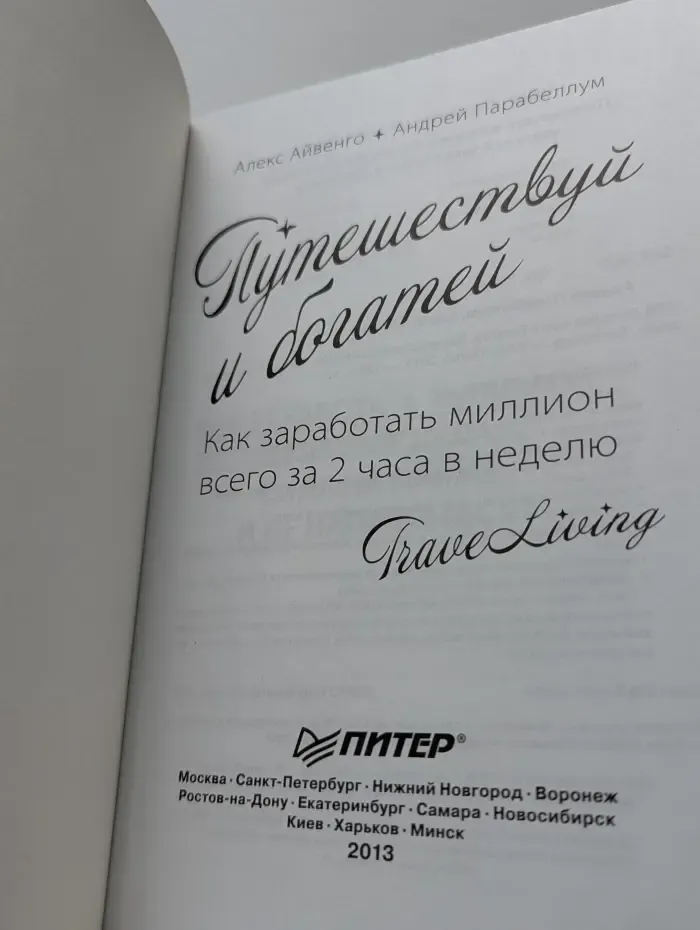 Алекс Айвенго ✦ Андрей Парабеллум
Путешествуй
и богатей
Как заработать миллион
всего за 2 часа в неделю
TraveLiving
ПИТЕР®
Москва · Санкт-Петербург · Нижний Новгород · Воронеж
Ростов-на-Дону · Екатеринбург · Самара · Новосибирск
Киев · Харьков · Минск
2013